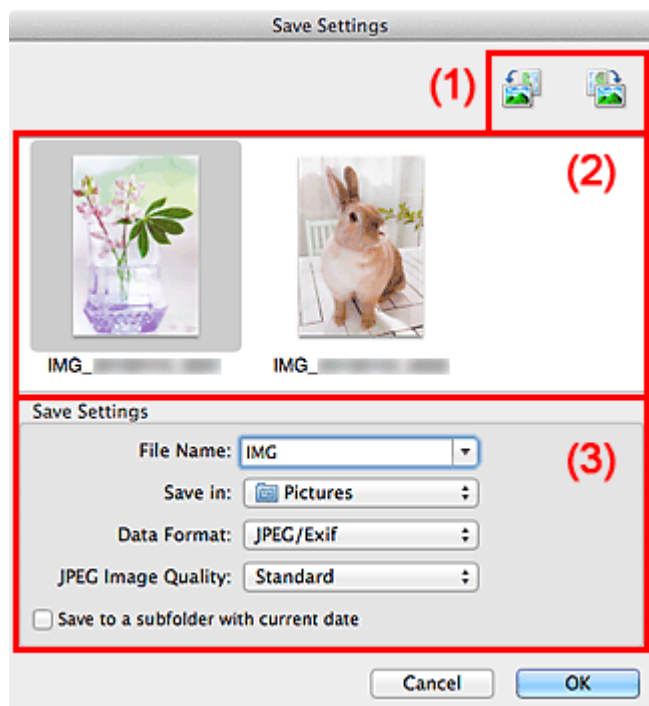 Save Settings
(1)
(2)
IMG_
IMG_
Save Settings
(3)
File Name: IMG
Save in: Pictures
Data Format: JPEG/Exif
JPEG Image Quality: Standard
Save to a subfolder with current date
Cancel OK